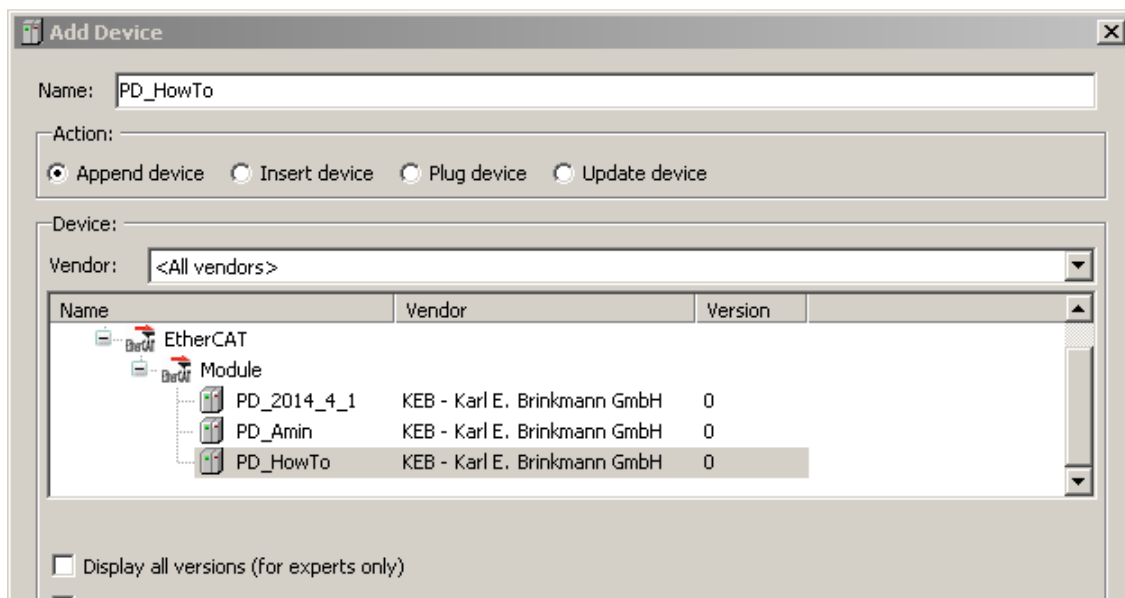 Add Device
Name: PD_HowTo
Action:
Append device Insert device Plug device Update device
Device:
Vendor: <All vendors>
Name Vendor Version
EtherCAT EtherCAT
EtherCAT Module
PD_2014_4_1 KEB - Karl E. Brinkmann GmbH 0
PD_Amin KEB - Karl E. Brinkmann GmbH 0
PD_HowTo KEB - Karl E. Brinkmann GmbH 0
Display all versions (for experts only)